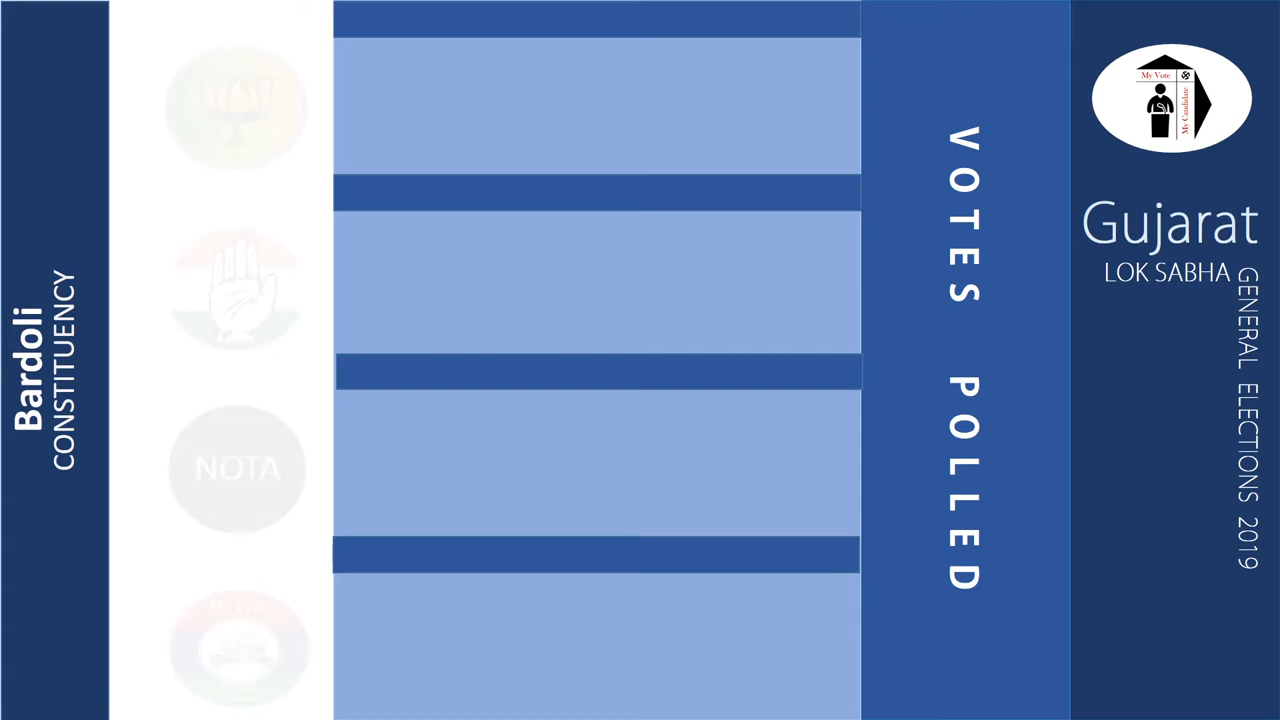 Bardoli
CONSTITUENCY
NOTA
VOTES POLLED
My Vote
My Candidate
Gujarat
LOK SABHA
GENERAL ELECTIONS 2019